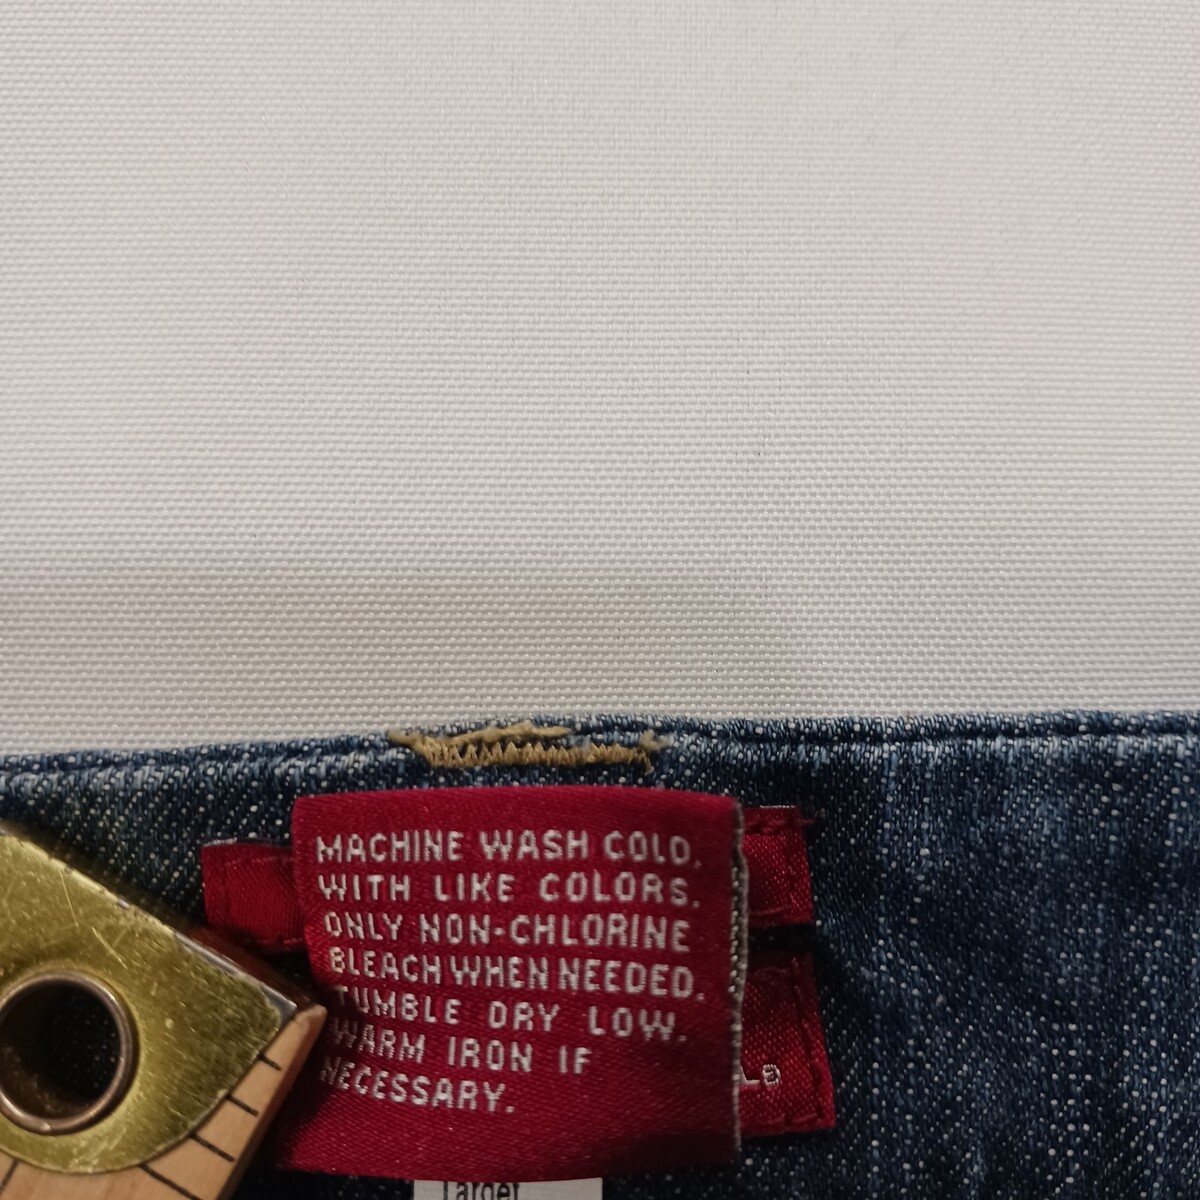 MACHINE WASH COLD,
WITH LIKE COLORS.
ONLY NON-CHLORINE
BLEACH WHEN NEEDED.
TUMBLE DRY LOW.
WARM IRON IF
NECESSARY.
L®